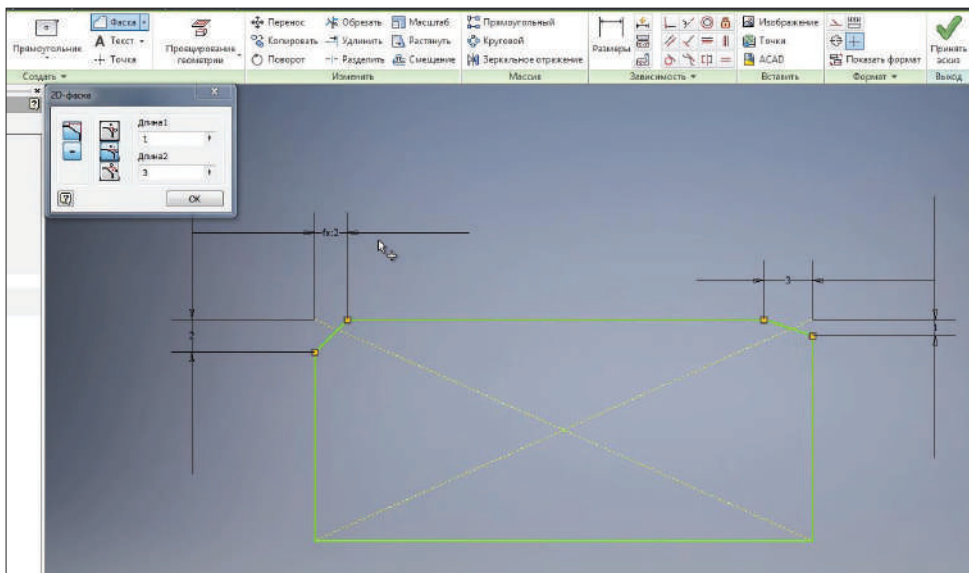 Фаска Перенос Обрезать Масштаб Прямоугольный Изображение
Прямоугольник A Текст Проецирование геометрии Копировать Удлинить Растянуть Круговой Размеры Точки Показать формат Принять эскиз
Точка Поворот Разделить Смещение Зеркальное отражение ACAD
Создать Изменить Массив Зависимость Вставить Формат Выход
2D-фаска
Длина1
1
Длина2
3
OK
fx:2
3
2
1